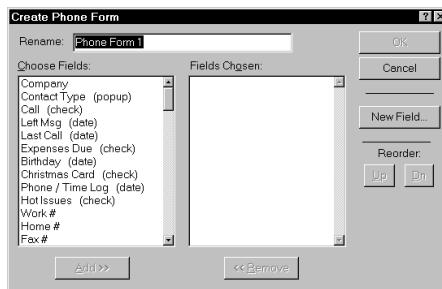 Create Phone Form
Rename: Phone Form 1
OK
Choose Fields:
Fields Chosen:
Cancel
Company
Contact Type (popup)
Call (check)
Left Msg (date)
Last Call (date)
Expenses Due (check)
Birthday (date)
Christmas Card (check)
Phone / Time Log (date)
Hot Issues (check)
Work #
Home #
Fax #
New Field...
Reorder:
Up
Dn
Add >>
<< Remove